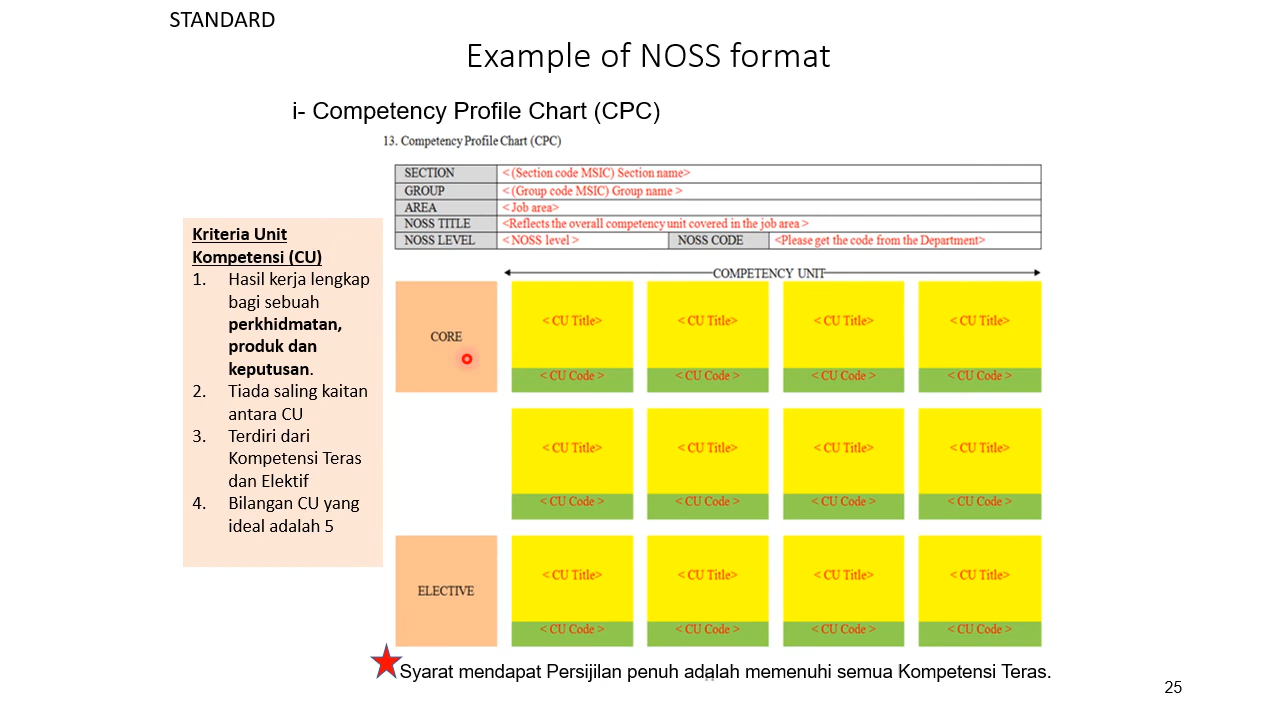 STANDARD
Example of NOSS format
i- Competency Profile Chart (CPC)
13. Competency Profile Chart (CPC)
SECTION < (Section code MSIC) Section name>
GROUP < (Group code MSIC) Group name >
AREA < Job area>
NOSS TITLE <Reflects the overall competency unit covered in the job area >
NOSS LEVEL < NOSS level > NOSS CODE <Please get the code from the Department>
Kriteria Unit
Kompetensi (CU)
1. Hasil kerja lengkap
bagi sebuah
perkhidmatan,
produk dan
keputusan.
2. Tiada saling kaitan
antara CU
3. Terdiri dari
Kompetensi Teras
dan Elektif
4. Bilangan CU yang
ideal adalah 5
COMPETENCY UNIT
CORE
< CU Title> < CU Title> < CU Title> < CU Title>
< CU Code > < CU Code > < CU Code > < CU Code >
< CU Title> < CU Title> < CU Title> < CU Title>
< CU Code > < CU Code > < CU Code > < CU Code >
ELECTIVE
< CU Title> < CU Title> < CU Title> < CU Title>
< CU Code > < CU Code > < CU Code > < CU Code >
Syarat mendapat Persijilan penuh adalah memenuhi semua Kompetensi Teras.
25